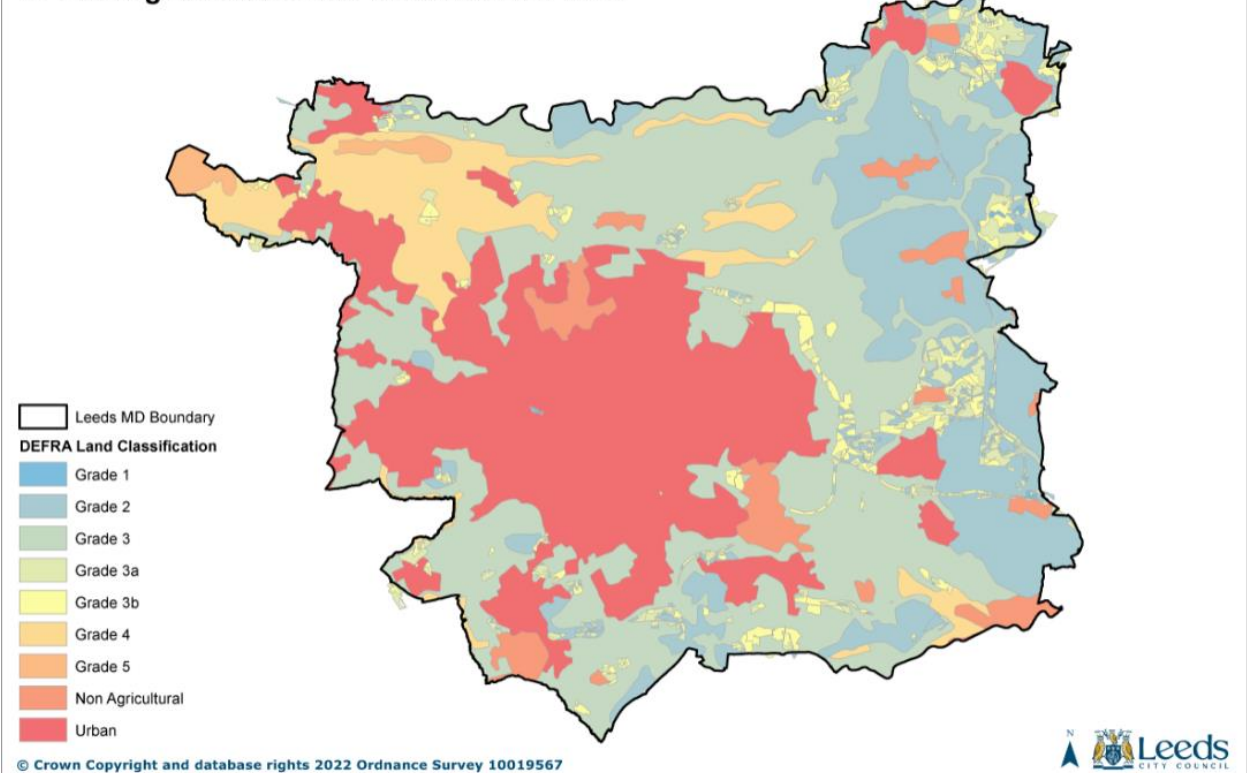 Leeds MD Boundary
DEFRA Land Classification
Grade 1
Grade 2
Grade 3
Grade 3a
Grade 3b
Grade 4
Grade 5
Non Agricultural
Urban
© Crown Copyright and database rights 2022 Ordnance Survey 10019567
N
Leeds
CITY COUNCIL